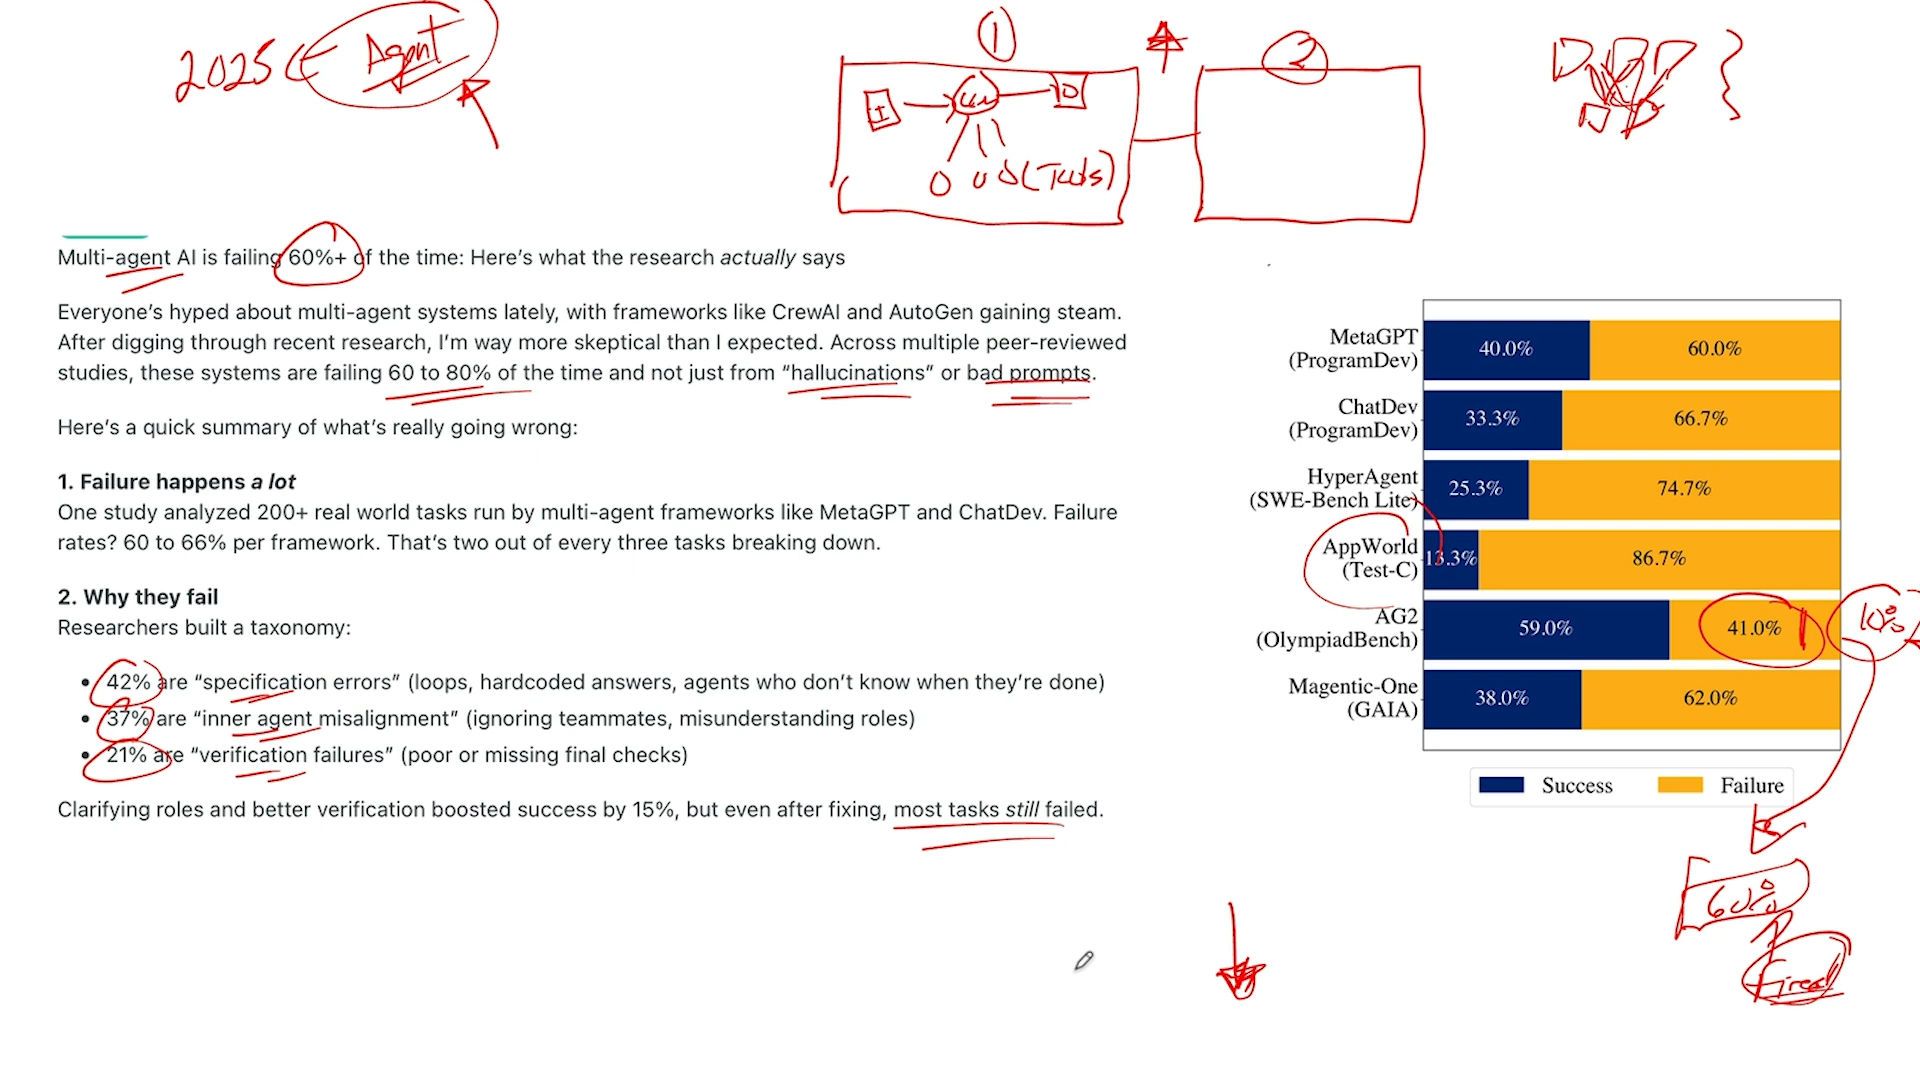 2025 Agent
1
2
I
O
(Tools)
Multi-agent AI is failing 60%+ of the time: Here’s what the research actually says
Everyone’s hyped about multi-agent systems lately, with frameworks like CrewAI and AutoGen gaining steam.
After digging through recent research, I’m way more skeptical than I expected. Across multiple peer-reviewed
studies, these systems are failing 60 to 80% of the time and not just from “hallucinations” or bad prompts.
Here’s a quick summary of what’s really going wrong:
1. Failure happens a lot
One study analyzed 200+ real world tasks run by multi-agent frameworks like MetaGPT and ChatDev. Failure
rates? 60 to 66% per framework. That’s two out of every three tasks breaking down.
2. Why they fail
Researchers built a taxonomy:
• 42% are “specification errors” (loops, hardcoded answers, agents who don’t know when they’re done)
• 37% are “inner agent misalignment” (ignoring teammates, misunderstanding roles)
• 21% are “verification failures” (poor or missing final checks)
Clarifying roles and better verification boosted success by 15%, but even after fixing, most tasks still failed.
MetaGPT
(ProgramDev)
40.0% 60.0%
ChatDev
(ProgramDev)
33.3% 66.7%
HyperAgent
(SWE-Bench Lite)
25.3% 74.7%
AppWorld
(Test-C)
13.3% 86.7%
AG2
(OlympiadBench)
59.0% 41.0%
10%
Magentic-One
(GAIA)
38.0% 62.0%
Success Failure
60%
Fired